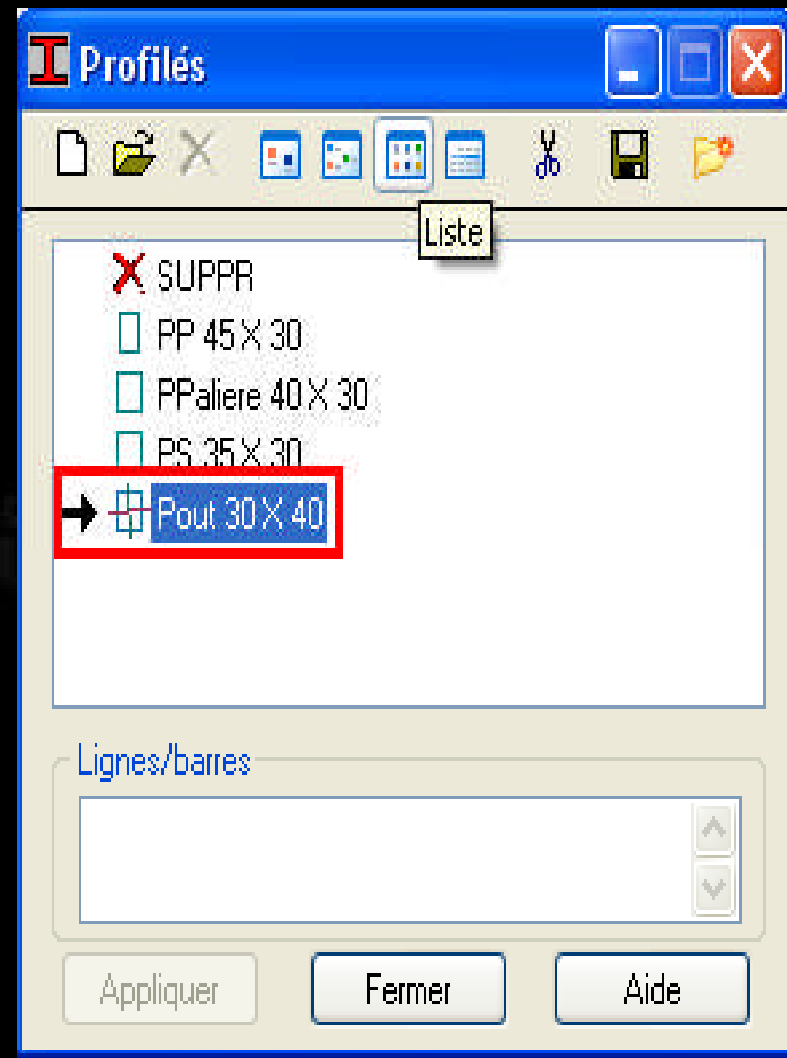 Profilés
Liste
SUPPR
PP 45 X 30
PPaliere 40 X 30
PS 35 X 30
Pout 30 X 40
Lignes/barres
Appliquer
Fermer
Aide